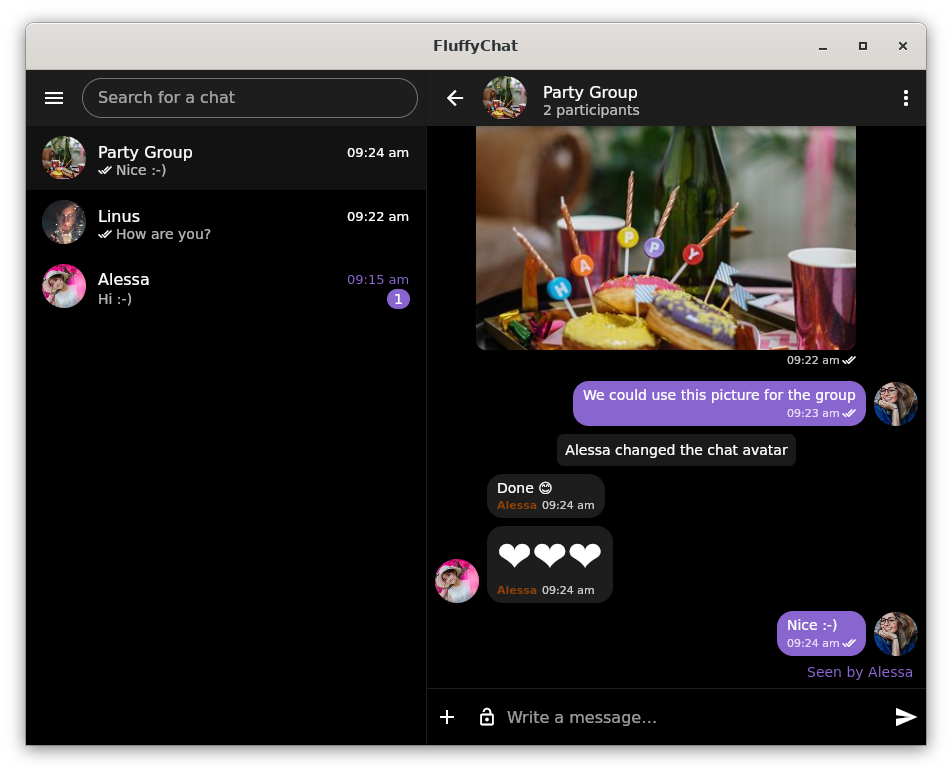 FluffyChat
Search for a chat
Party Group
09:24 am
Nice :-)
Linus
09:22 am
How are you?
Alessa
09:15 am
Hi :-)
1
Party Group
2 participants
H A P P Y
09:22 am
We could use this picture for the group
09:23 am
Alessa changed the chat avatar
Done 😊
Alessa 09:24 am
❤❤❤
Alessa 09:24 am
Nice :-)
09:24 am
Seen by Alessa
Write a message…